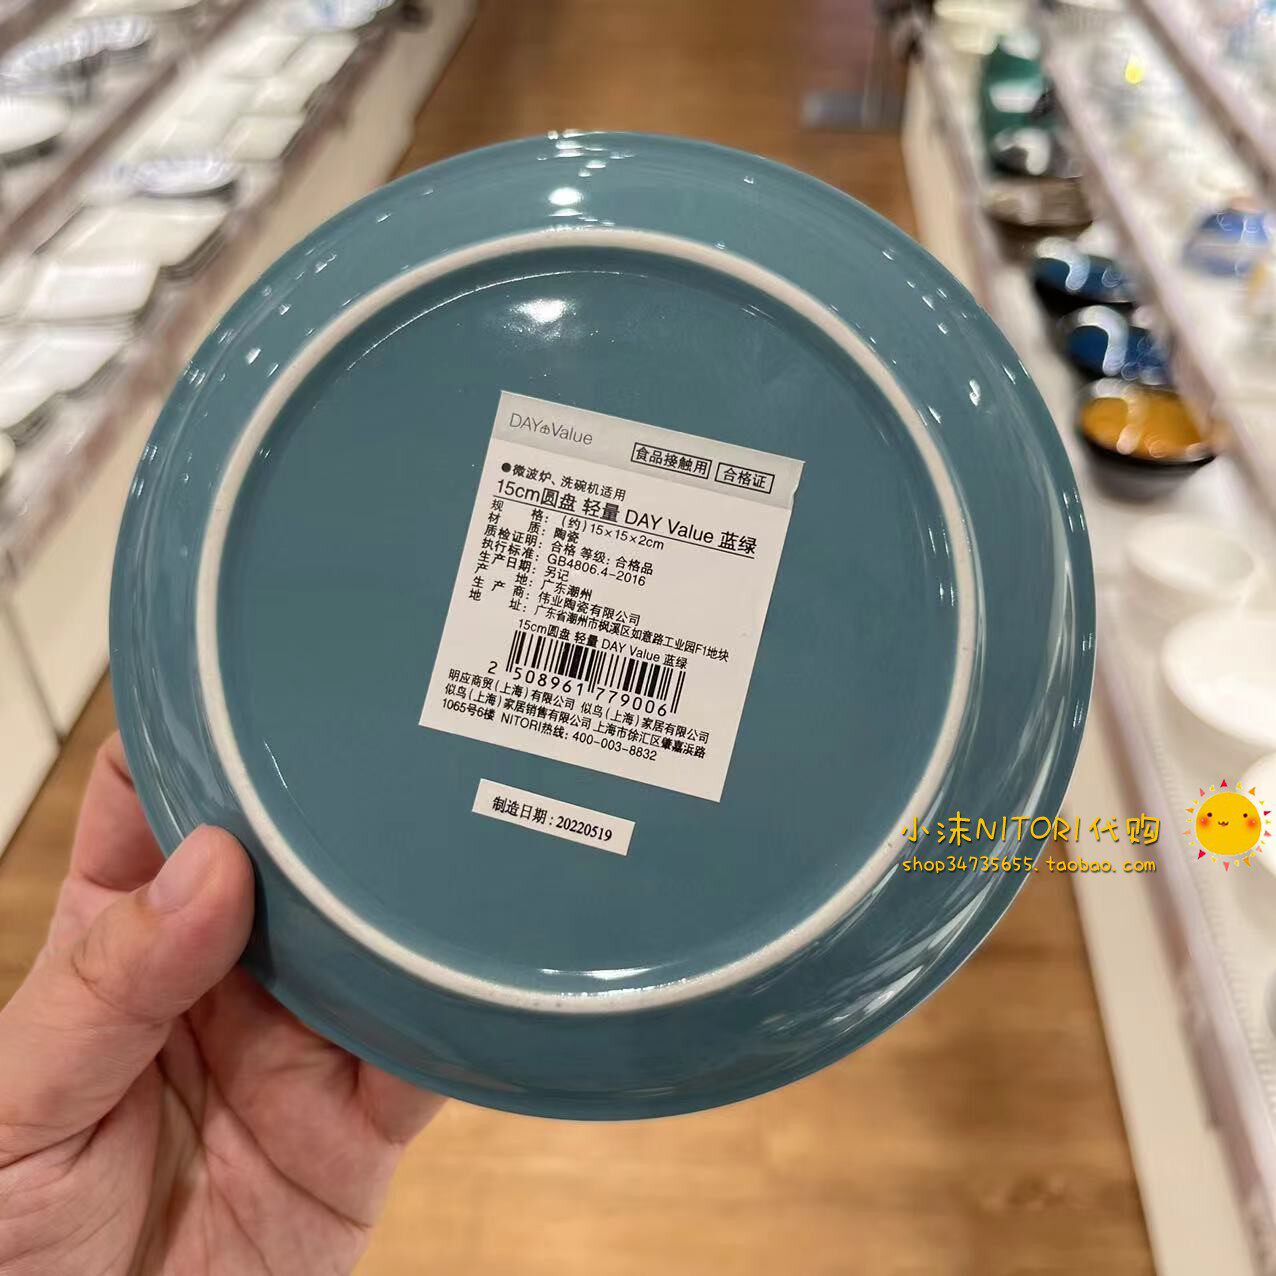 DAY Value
食品接触用 合格证
●微波炉、洗碗机适用
15cm圆盘 轻量 DAY Value 蓝绿
规格：(约)15×15×2cm
材质：陶瓷
质检证明：合格 等级：合格品
执行标准：GB4806.4-2016
生产日期：另记
产地：广东潮州
生产商：伟业陶瓷有限公司
地址：广东省潮州市枫溪区如意路工业园F1地块
15cm圆盘 轻量 DAY Value 蓝绿
2 508961 779006
明应商贸(上海)有限公司 似鸟(上海)家居有限公司
似鸟(上海)家居销售有限公司 上海市徐汇区肇嘉浜路
1065号6楼 NITORI热线：400-003-8832
制造日期：20220519
小沫NITORI代购
shop34735655.taobao.com